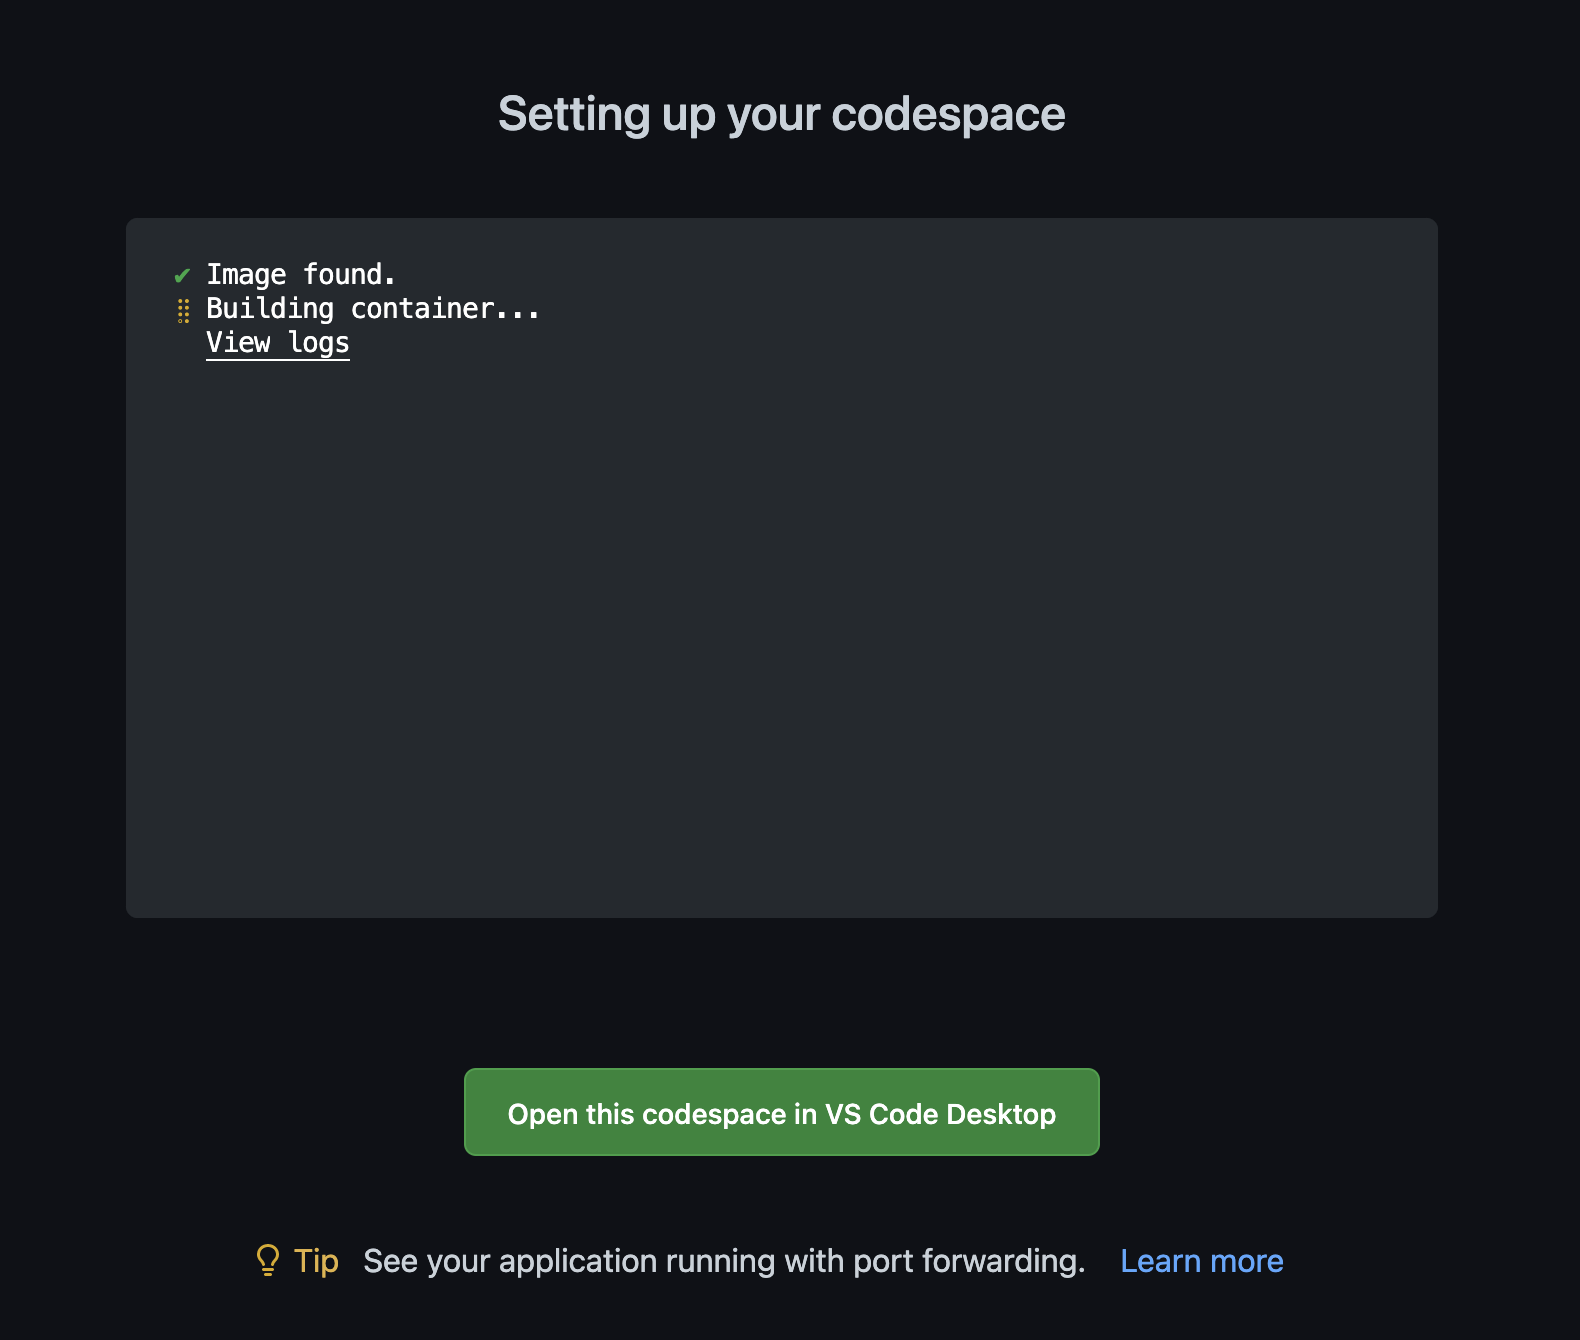 Setting up your codespace
✔ Image found.
⣿ Building container...
View logs
Open this codespace in VS Code Desktop
Tip See your application running with port forwarding. Learn more